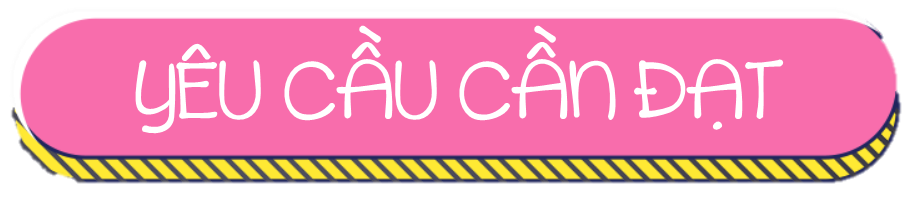 YÊU CẦU CẦN ĐẠT